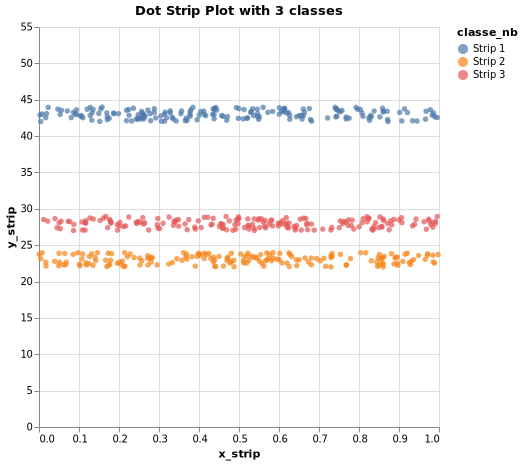 Dot Strip Plot with 3 classes
classe_nb
Strip 1
Strip 2
Strip 3
y_strip
55
50
45
40
35
30
25
20
15
10
5
0
0.0 0.1 0.2 0.3 0.4 0.5 0.6 0.7 0.8 0.9 1.0
x_strip